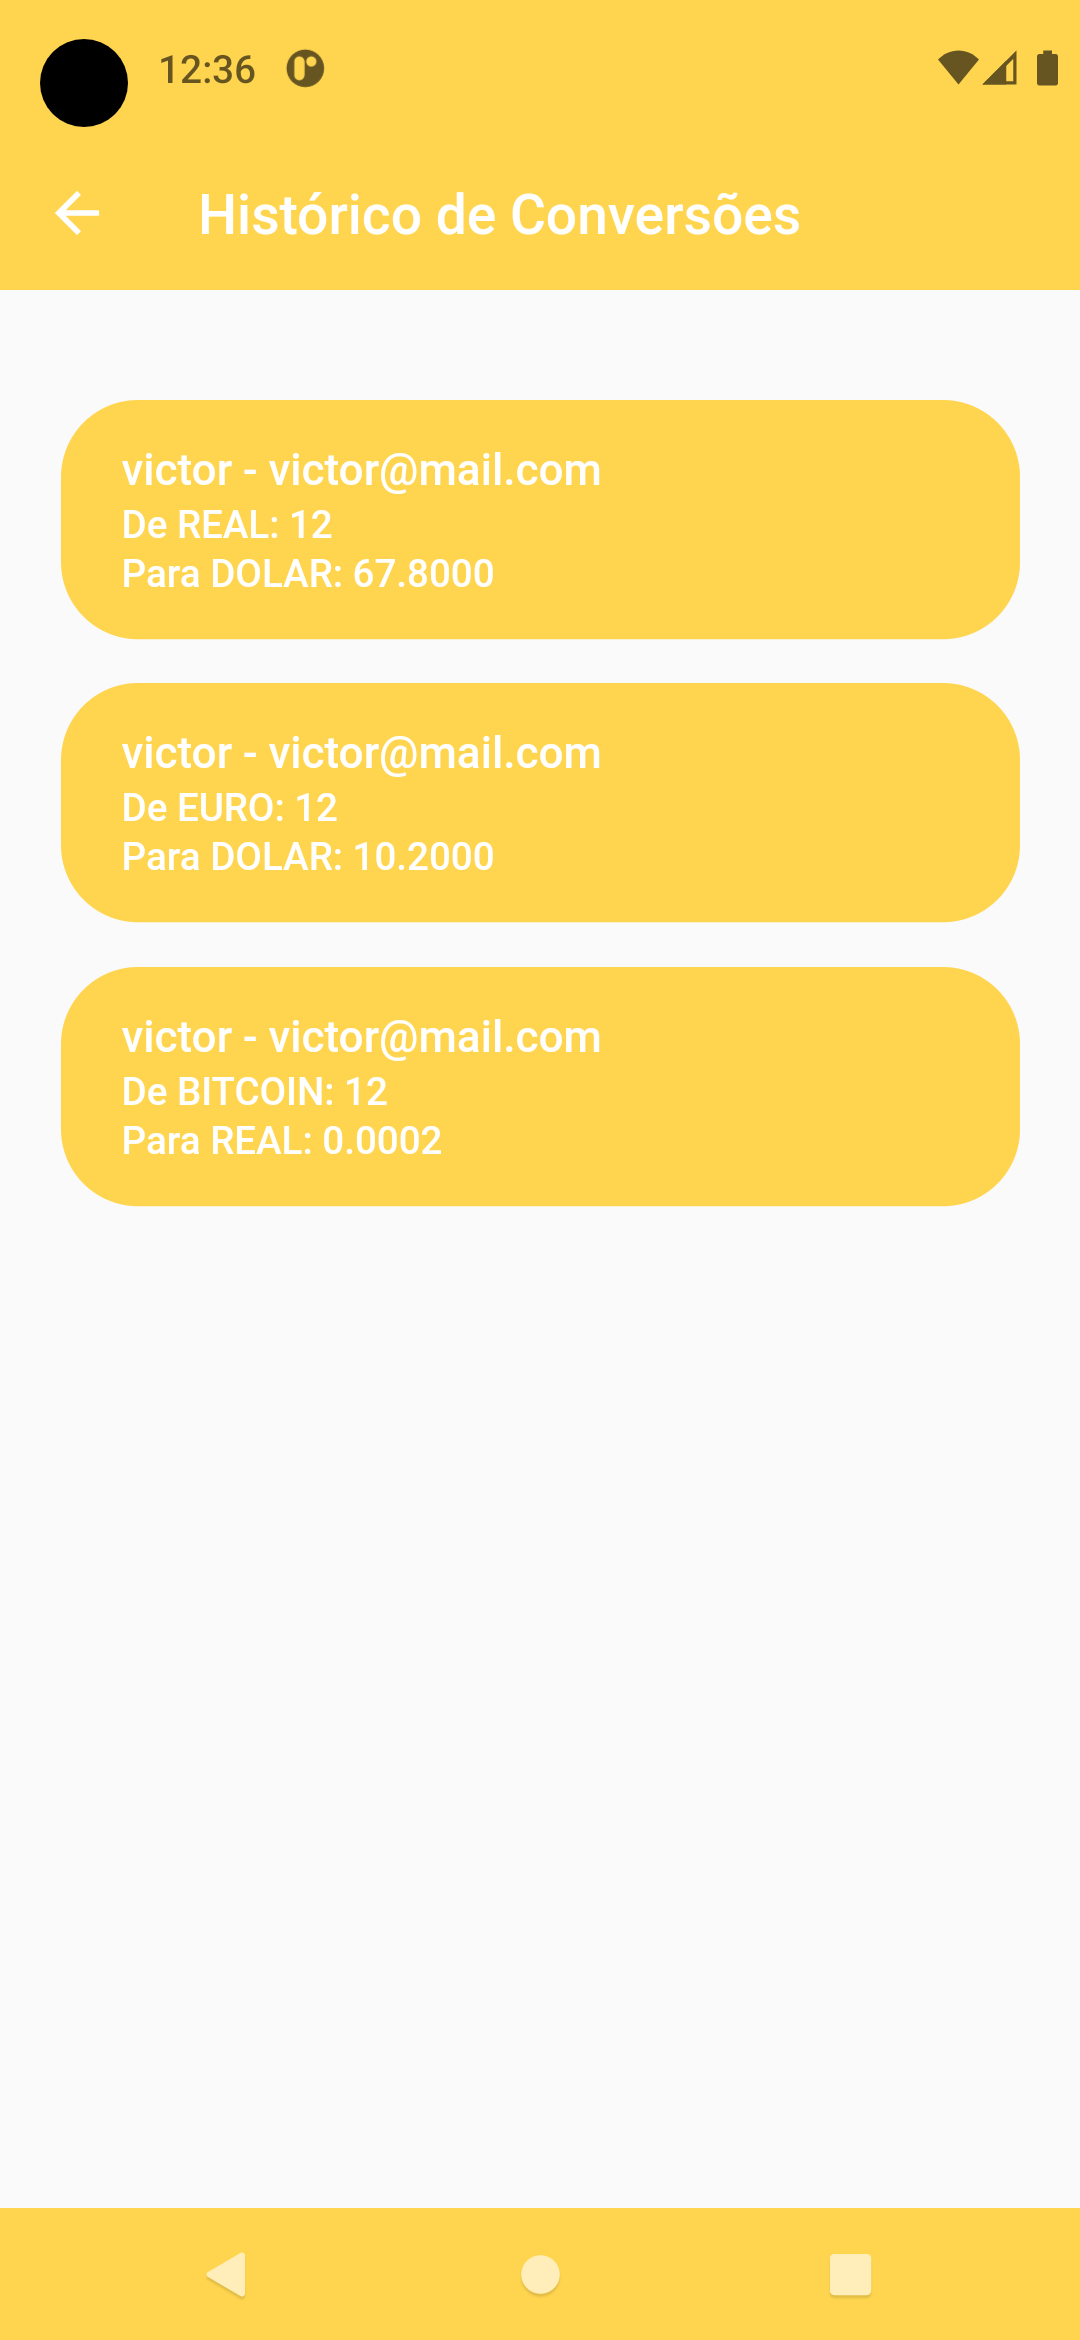 12:36
Histórico de Conversões
victor - victor@mail.com
De REAL: 12
Para DOLAR: 67.8000
victor - victor@mail.com
De EURO: 12
Para DOLAR: 10.2000
victor - victor@mail.com
De BITCOIN: 12
Para REAL: 0.0002